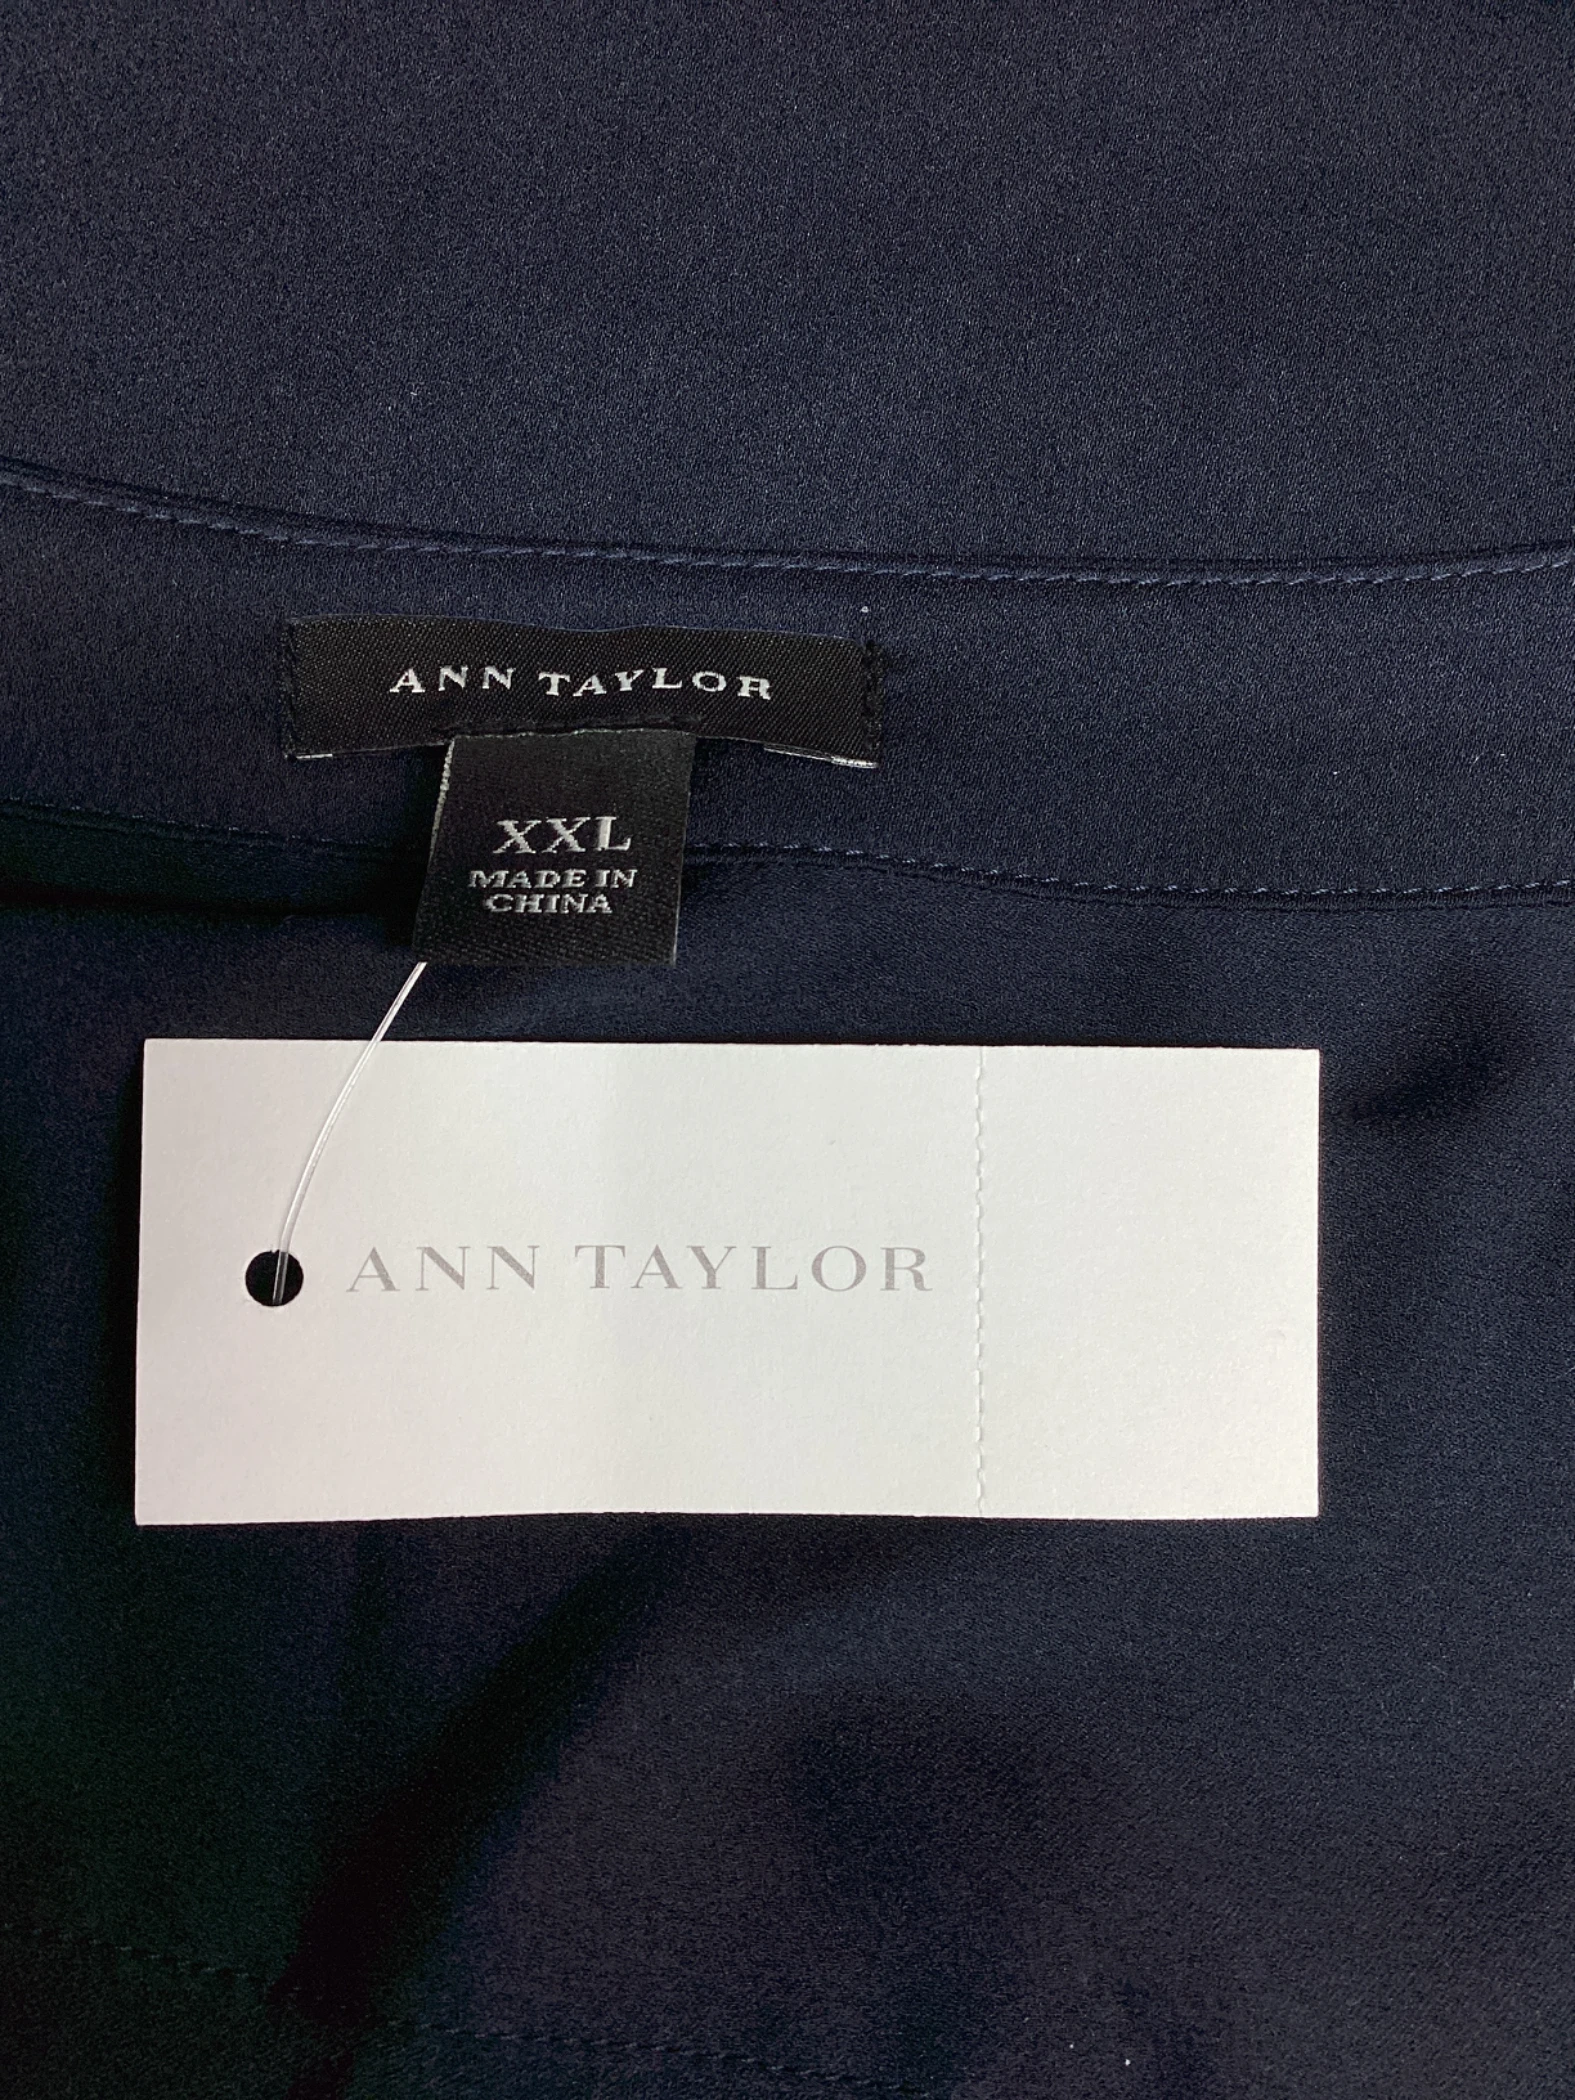 ANN TAYLOR
XXL
MADE IN
CHINA
ANN TAYLOR